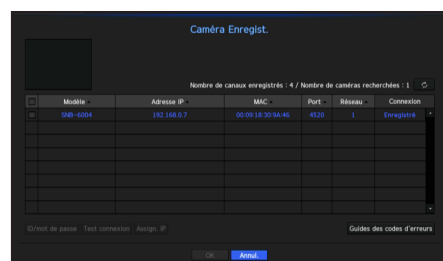 Caméra Enregist.
Nombre de canaux enregistrés : 4 / Nombre de caméras recherchées : 1
Modèle Adresse IP MAC Port Réseau Connexion
SNB-6004 192.168.0.7 00:09:18:30:9A:46 4520 1 Enregistré
ID/mot de passe Test connexion Assign. IP Guides des codes d'erreurs
OK Annul.